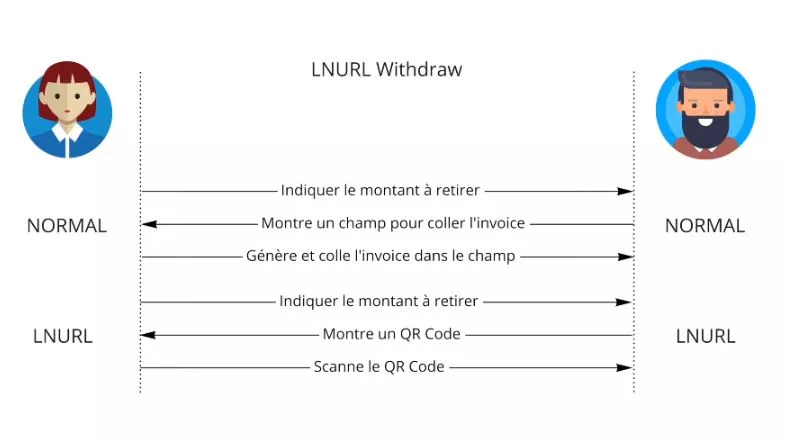 LNURL Withdraw
Indiquer le montant à retirer
NORMAL
Montre un champ pour coller l'invoice
NORMAL
Génère et colle l'invoice dans le champ
Indiquer le montant à retirer
LNURL
Montre un QR Code
LNURL
Scanne le QR Code